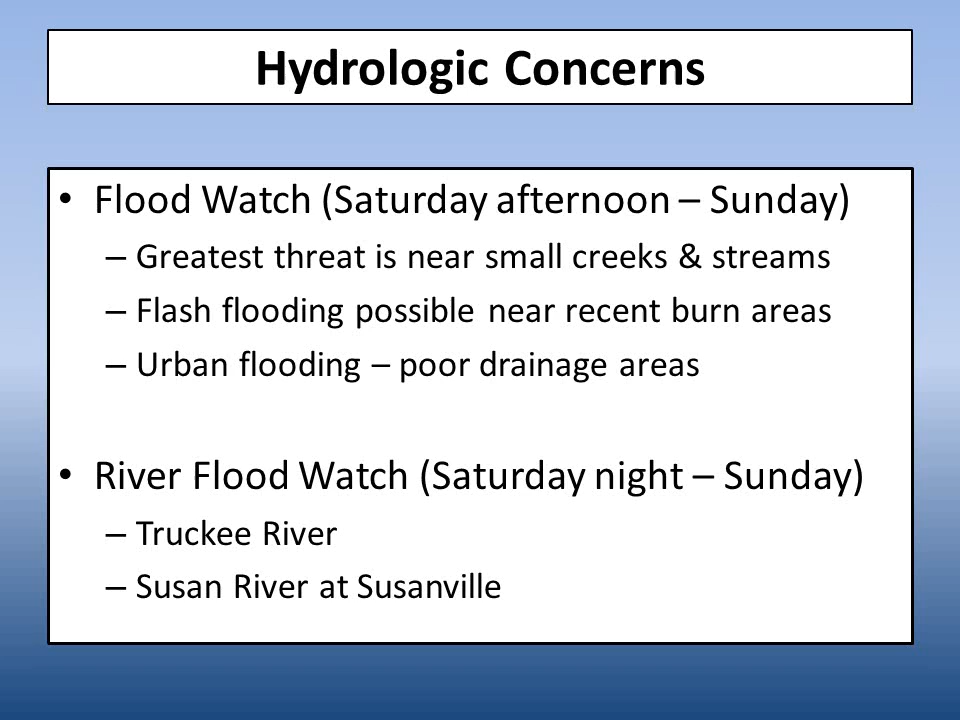 Hydrologic Concerns
• Flood Watch (Saturday afternoon – Sunday)
– Greatest threat is near small creeks & streams
– Flash flooding possible near recent burn areas
– Urban flooding – poor drainage areas
• River Flood Watch (Saturday night – Sunday)
– Truckee River
– Susan River at Susanville